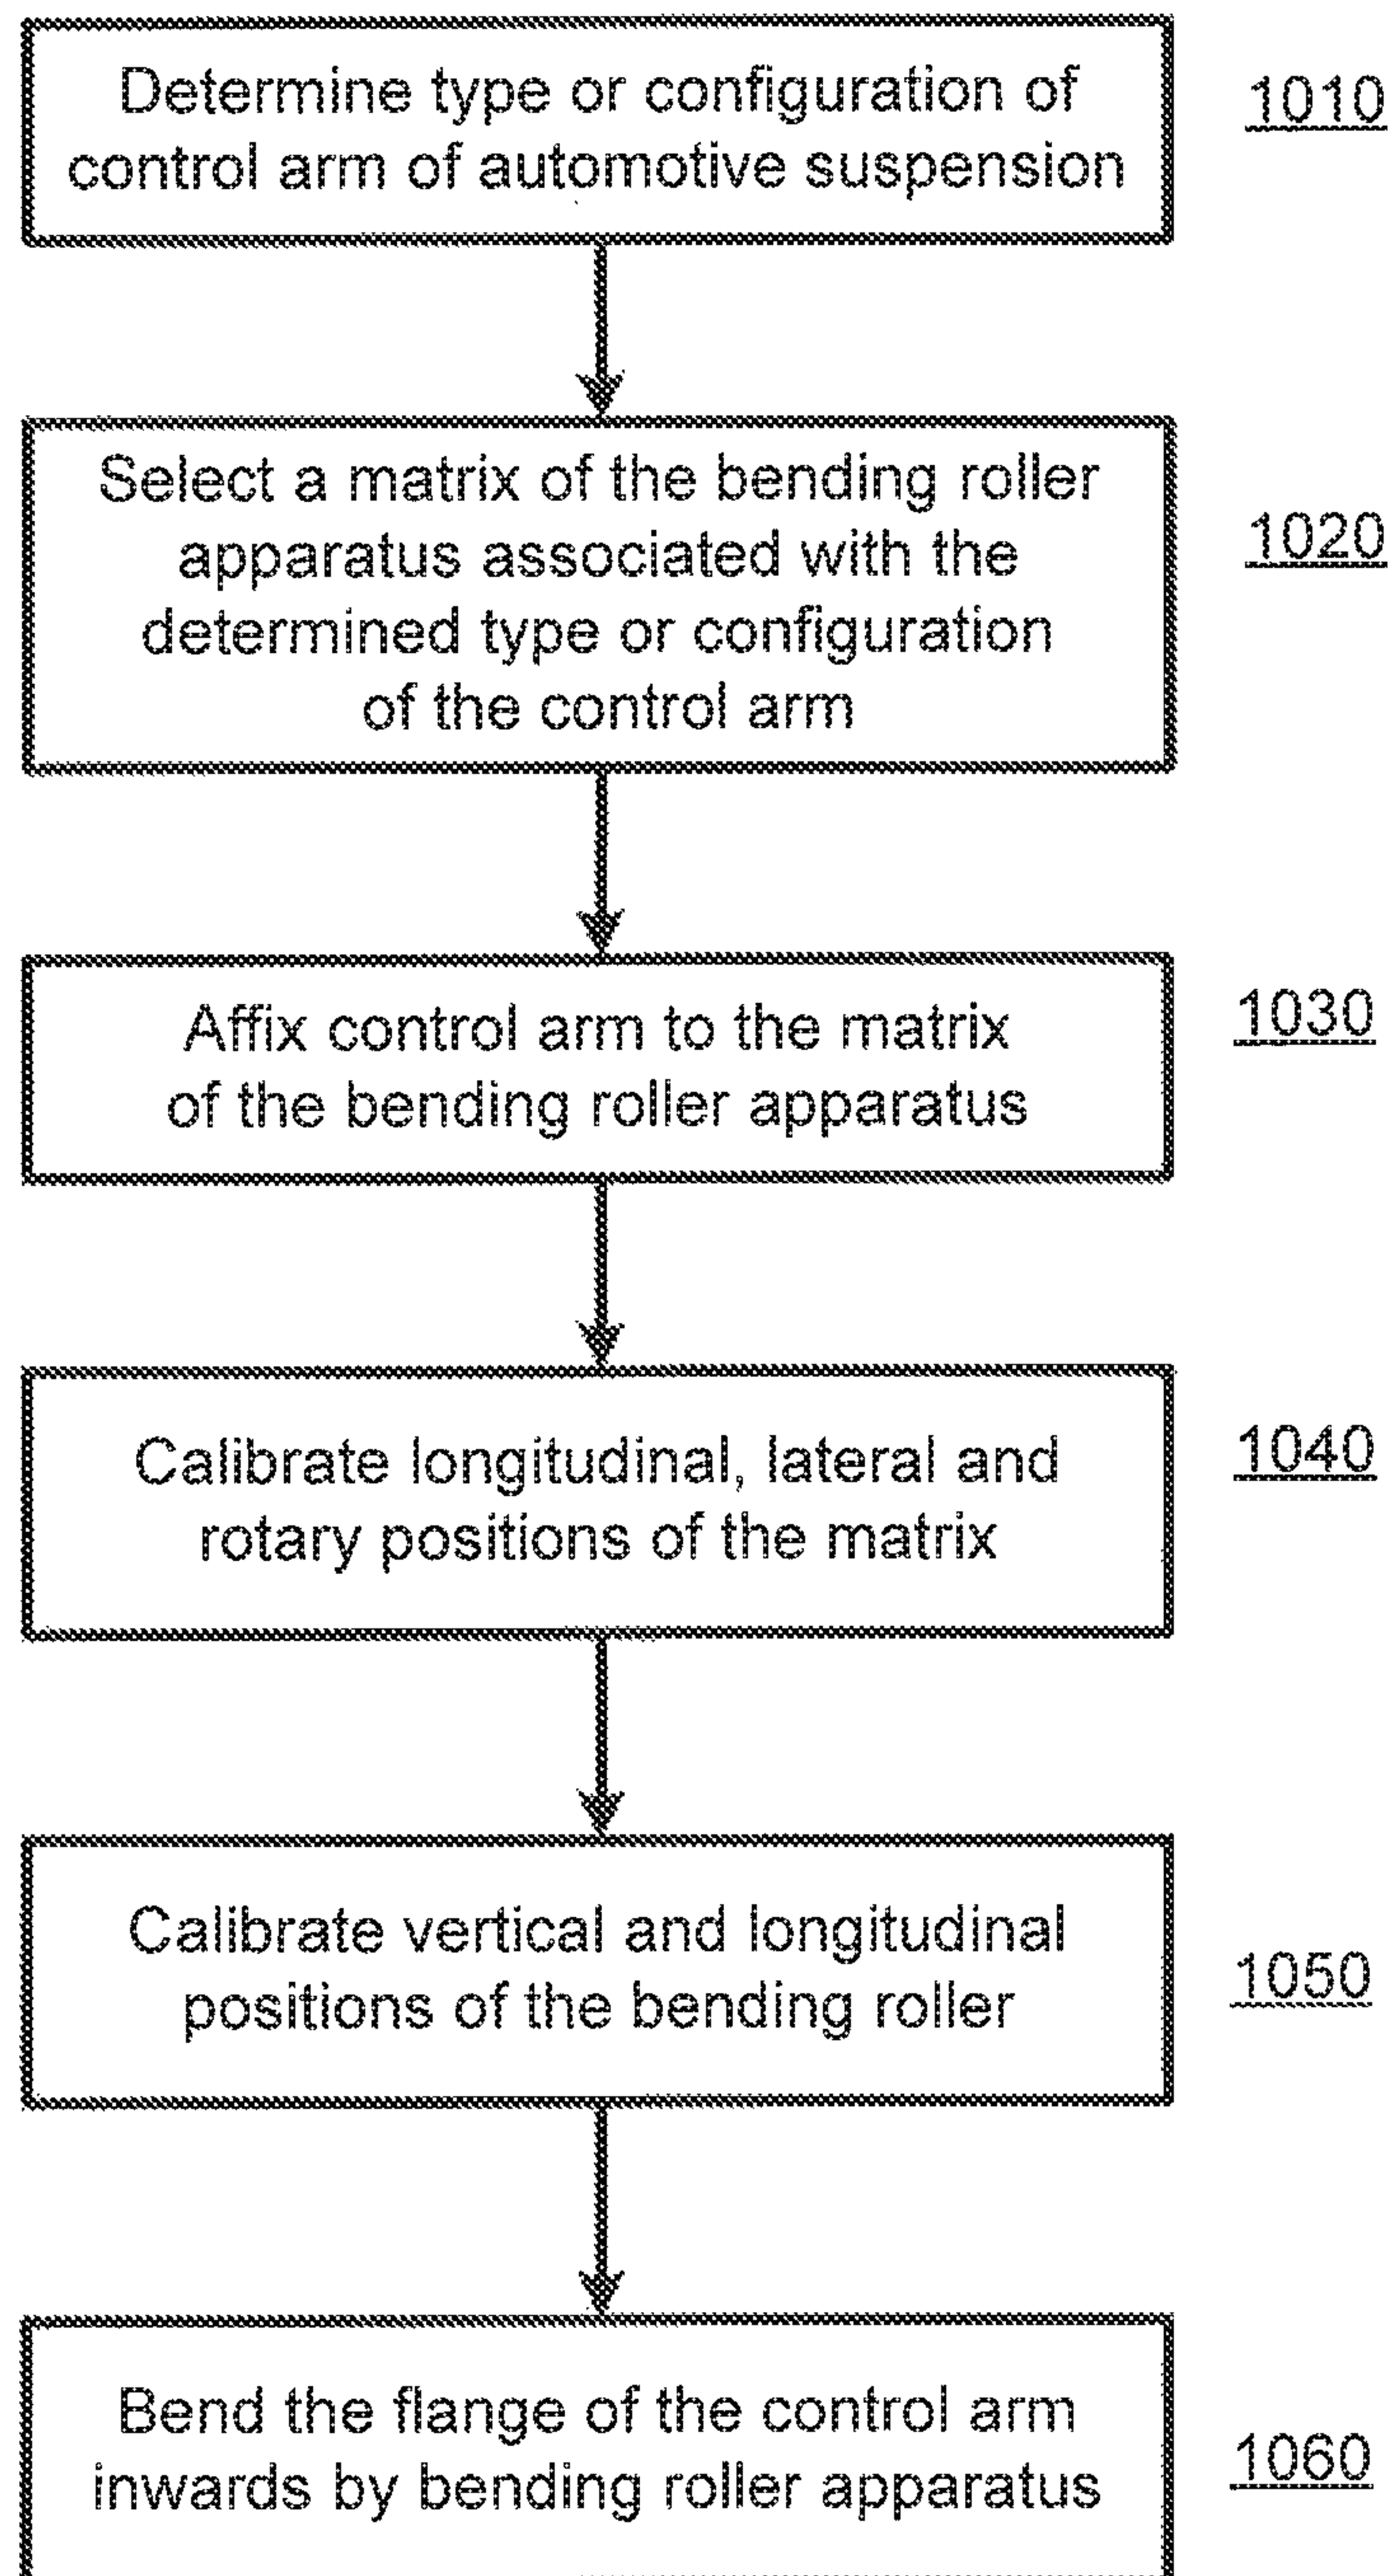 Determine type or configuration of
control arm of automotive suspension
1010
Select a matrix of the bending roller
apparatus associated with the
determined type or configuration
of the control arm
1020
Affix control arm to the matrix
of the bending roller apparatus
1030
Calibrate longitudinal, lateral and
rotary positions of the matrix
1040
Calibrate vertical and longitudinal
positions of the bending roller
1050
Bend the flange of the control arm
inwards by bending roller apparatus
1060